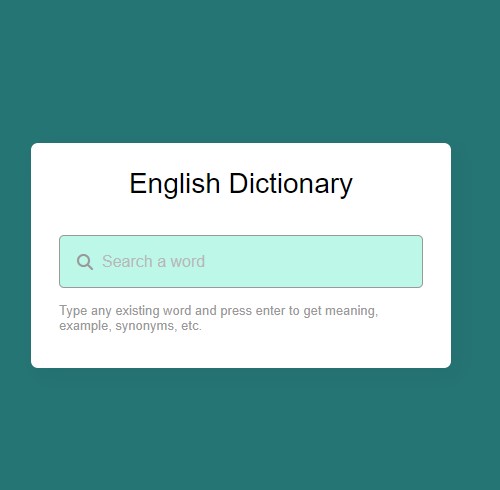 English Dictionary
Search a word
Type any existing word and press enter to get meaning,
example, synonyms, etc.